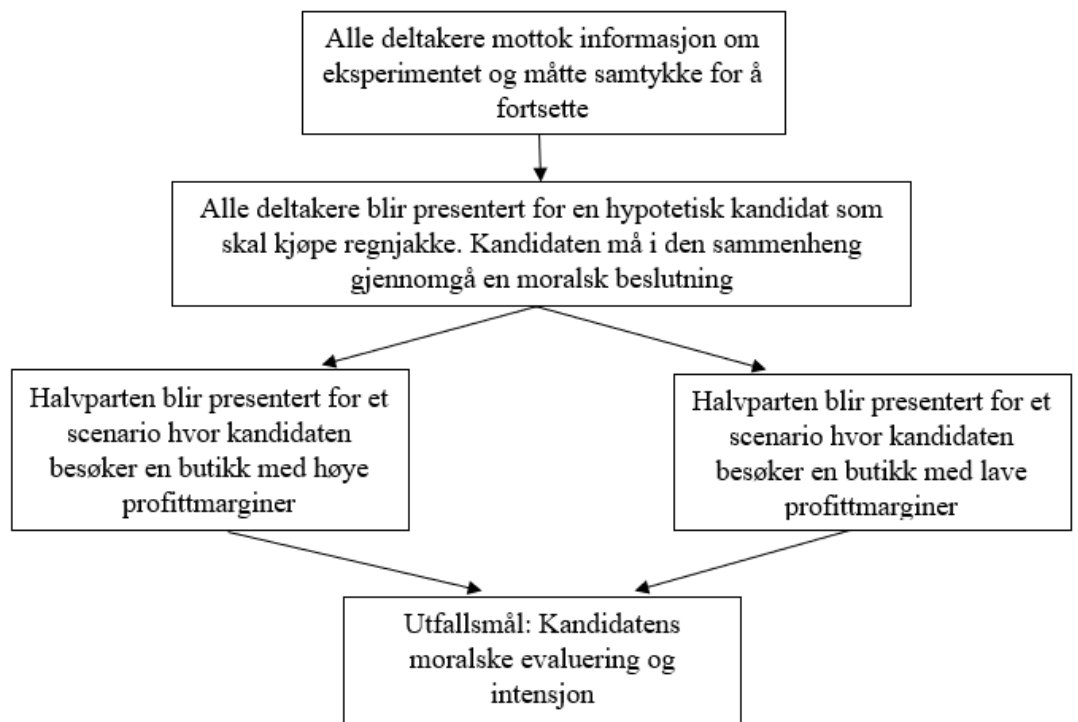 Alle deltakere mottok informasjon om
eksperimentet og måtte samtykke for å
fortsette
Alle deltakere blir presentert for en hypotetisk kandidat som
skal kjøpe regnjakke. Kandidaten må i den sammenheng
gjennomgå en moralsk beslutning
Halvparten blir presentert for et
scenario hvor kandidaten
besøker en butikk med høye
profittmarginer
Halvparten blir presentert for et
scenario hvor kandidaten
besøker en butikk med lave
profittmarginer
Utfallsmål: Kandidatens
moralske evaluering og
intensjon